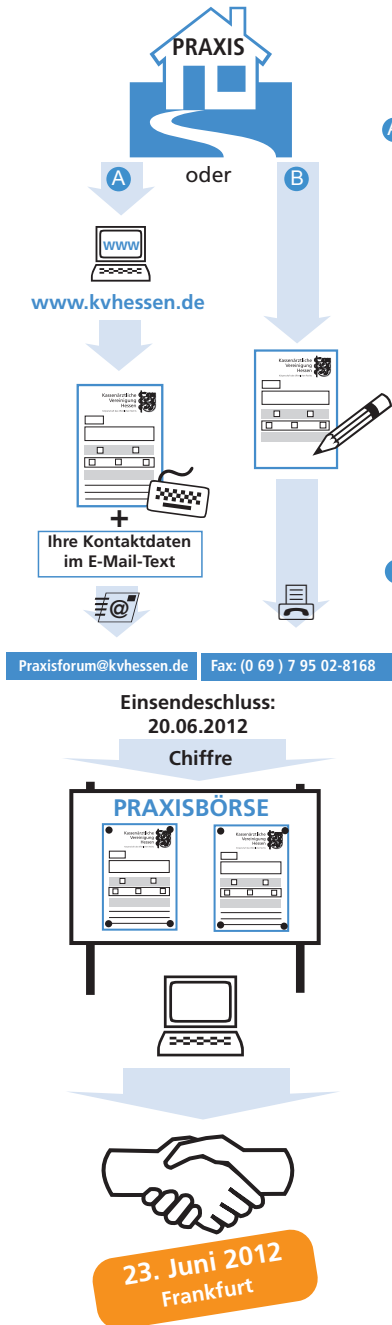 PRAXIS
A
oder
B
www
www.kvhessen.de
Kassenärztliche
Vereinigung
Hessen
Kassenärztliche
Vereinigung
Hessen
+
Ihre Kontaktdaten
im E-Mail-Text
@
Praxisforum@kvhessen.de
Fax: (0 69 ) 7 95 02-8168
Einsendeschluss:
20.06.2012
Chiffre
PRAXISBÖRSE
Kassenärztliche
Vereinigung
Hessen
Kassenärztliche
Vereinigung
Hessen
23. Juni 2012
Frankfurt